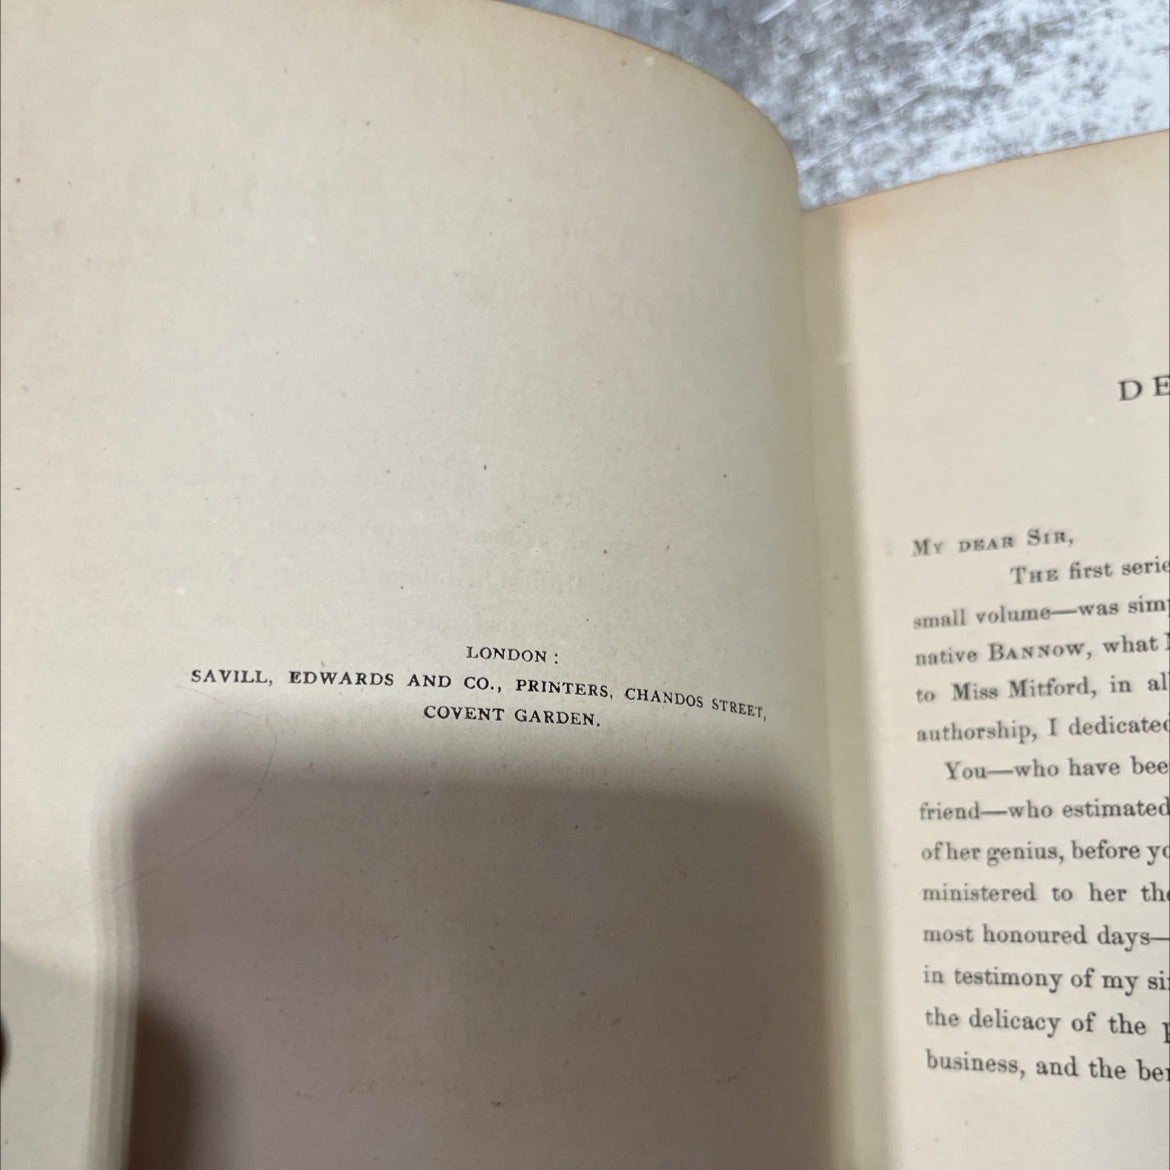 LONDON :
SAVILL, EDWARDS AND CO., PRINTERS, CHANDOS STREET,
COVENT GARDEN.
DE
MY DEAR SIR,
THE first serie
small volume—was sim
native BANNOW, what
to Miss Mitford, in al
authorship, I dedicated
You—who have bee
friend—who estimated
of her genius, before yo
ministered to her the
most honoured days—
in testimony of my si
the delicacy of the
business, and the be